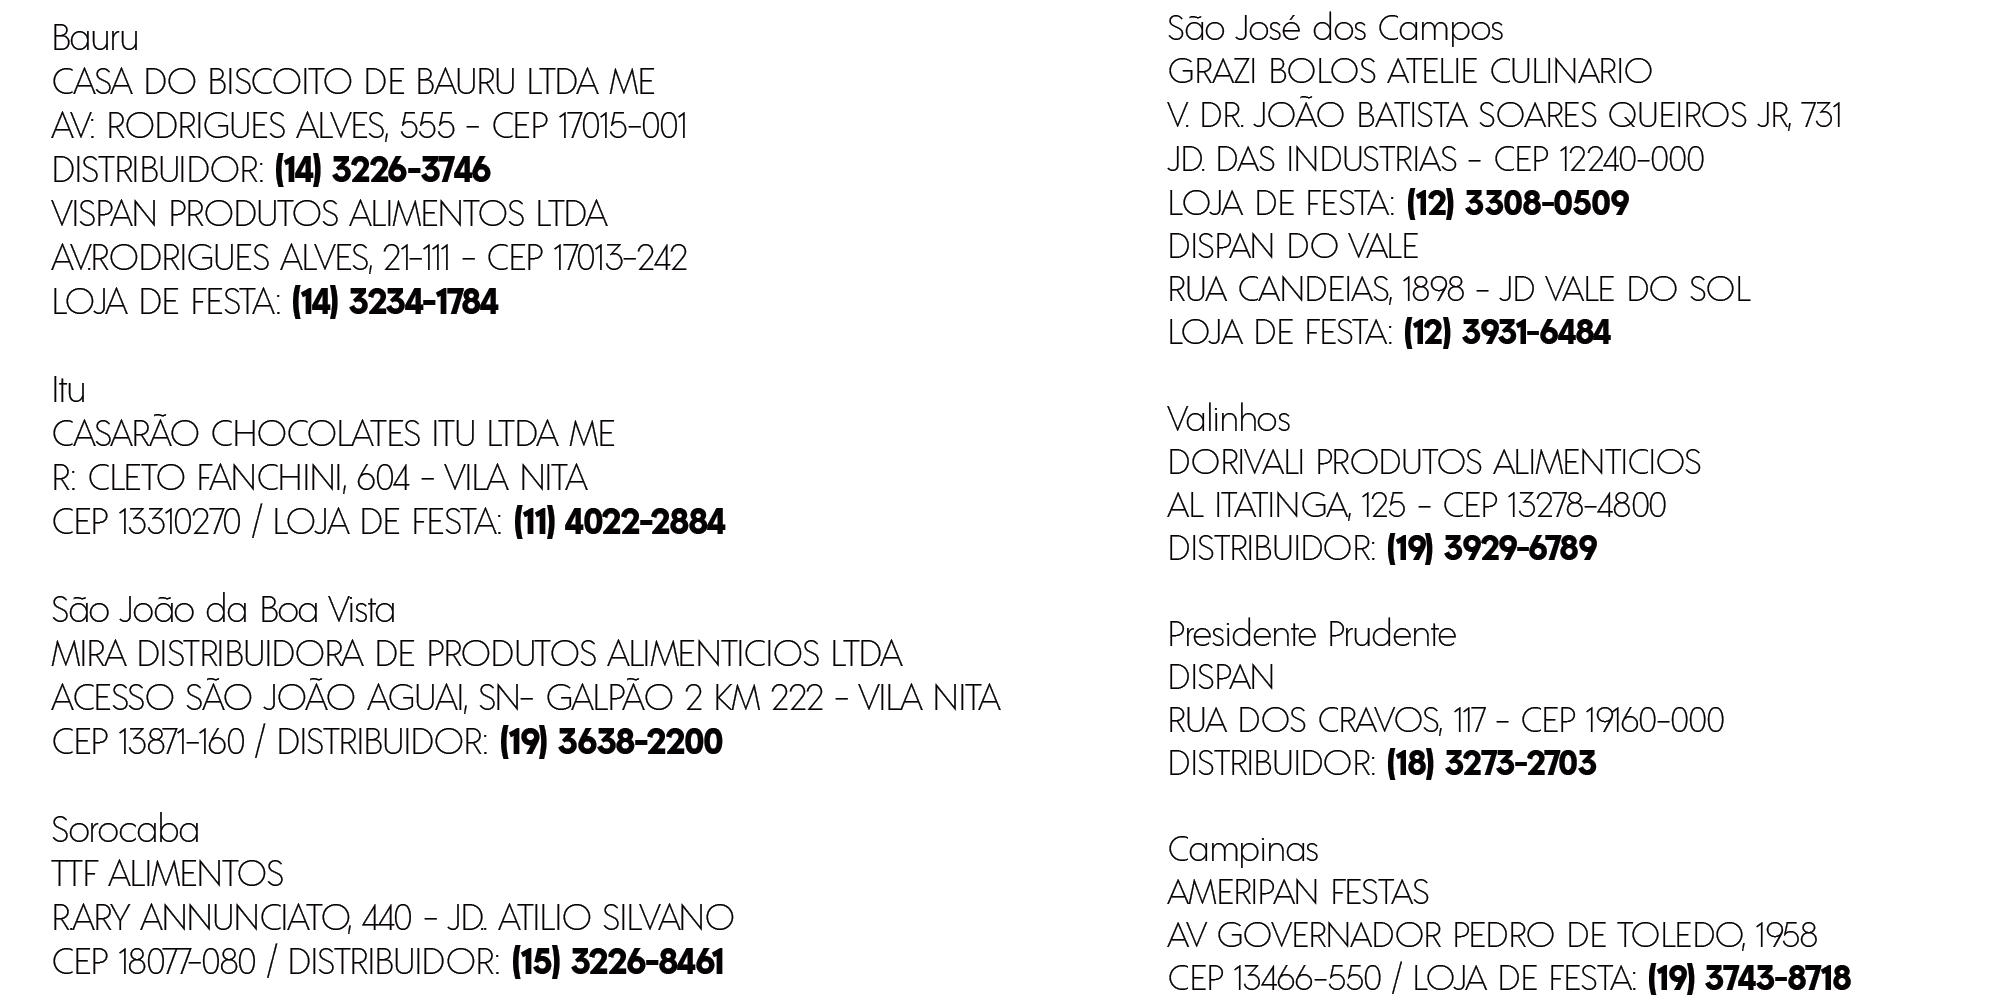 Bauru
CASA DO BISCOITO DE BAURU LTDA ME
AV: RODRIGUES ALVES, 555 - CEP 17015-001
DISTRIBUIDOR: (14) 3226-3746
VISPAN PRODUTOS ALIMENTOS LTDA
AV.RODRIGUES ALVES, 21-111 - CEP 17013-242
LOJA DE FESTA: (14) 3234-1784
Itu
CASARÃO CHOCOLATES ITU LTDA ME
R: CLETO FANCHINI, 604 - VILA NITA
CEP 13310270 / LOJA DE FESTA: (11) 4022-2884
São João da Boa Vista
MIRA DISTRIBUIDORA DE PRODUTOS ALIMENTICIOS LTDA
ACESSO SÃO JOÃO AGUAI, SN- GALPÃO 2 KM 222 - VILA NITA
CEP 13871-160 / DISTRIBUIDOR: (19) 3638-2200
Sorocaba
TTF ALIMENTOS
R.ARY ANNUNCIATO, 440 - JD.. ATILIO SILVANO
CEP 18077-080 / DISTRIBUIDOR: (15) 3226-8461
São José dos Campos
GRAZI BOLOS ATELIE CULINARIO
V. DR. JOÃO BATISTA SOARES QUEIROS JR, 731
JD. DAS INDUSTRIAS - CEP 12240-000
LOJA DE FESTA: (12) 3308-0509
DISPAN DO VALE
RUA CANDEIAS, 1898 - JD VALE DO SOL
LOJA DE FESTA: (12) 3931-6484
Valinhos
DORIVALI PRODUTOS ALIMENTICIOS
AL ITATINGA, 125 - CEP 13278-4800
DISTRIBUIDOR: (19) 3929-6789
Presidente Prudente
DISPAN
RUA DOS CRAVOS, 117 - CEP 19160-000
DISTRIBUIDOR: (18) 3273-2703
Campinas
AMERIPAN FESTAS
AV GOVERNADOR PEDRO DE TOLEDO, 1958
CEP 13466-550 / LOJA DE FESTA: (19) 3743-8718